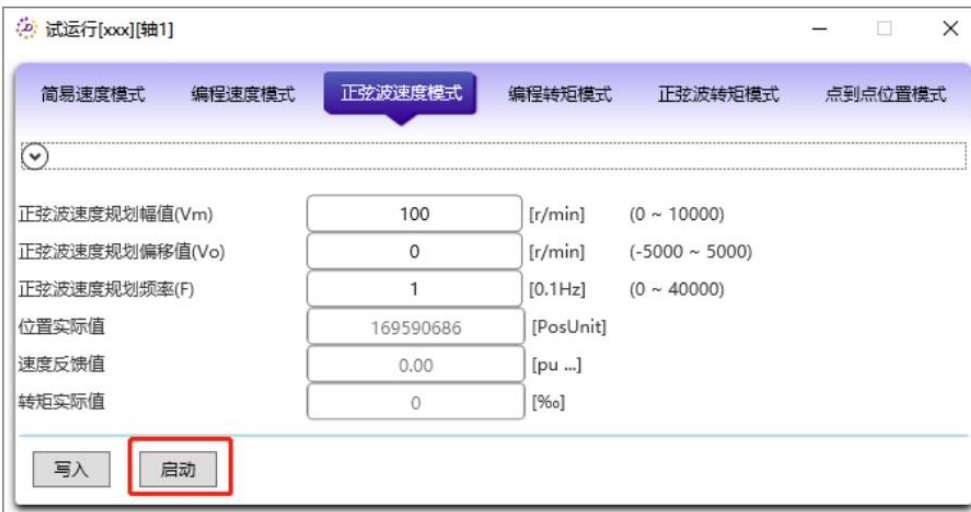 试运行[xxx][轴1]
简易速度模式 编程速度模式 正弦波速度模式 编程转矩模式 正弦波转矩模式 点到点位置模式
正弦波速度规划幅值(Vm) 100 [r/min] (0 ~ 10000)
正弦波速度规划偏移值(Vo) 0 [r/min] (-5000 ~ 5000)
正弦波速度规划频率(F) 1 [0.1Hz] (0 ~ 40000)
位置实际值 169590686 [PosUnit]
速度反馈值 0.00 [pu ...]
转矩实际值 0 [‰]
写入 启动